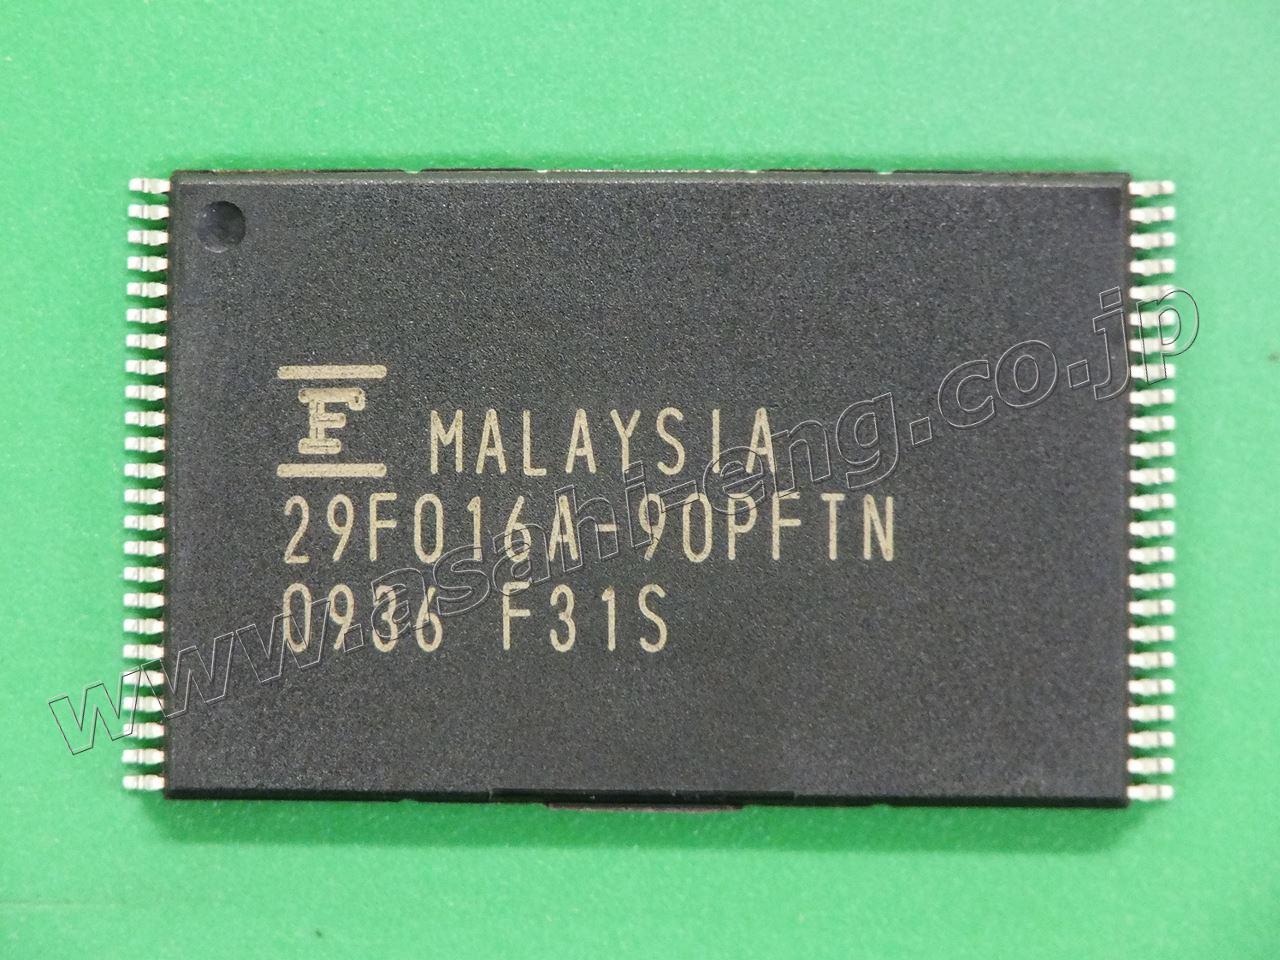 F MALAYSIA
29F016A-90PFTN
0936 F31S
www.asahi-eng.co.jp